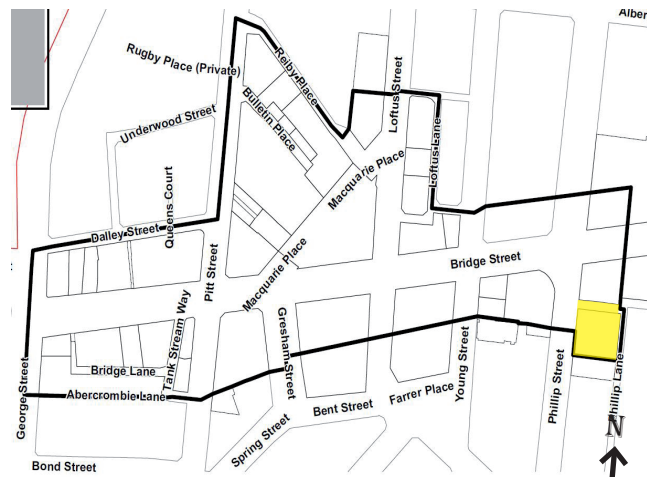 Alber
Rugby Place (Private)
Reiby Place
Loftus Street
Bulletin Place
Underwood Street
Loftus Lane
Macquarie Place
Queens Court
Dalley Street
Bridge Street
Pitt Street
Macquarie Place
Tank Stream Way
Gresham Street
George Street
Bridge Lane
Abercrombie Lane
Young Street
Phillip Street
Phillip Lane
Farrer Place
Bent Street
Spring Street
N
Bond Street